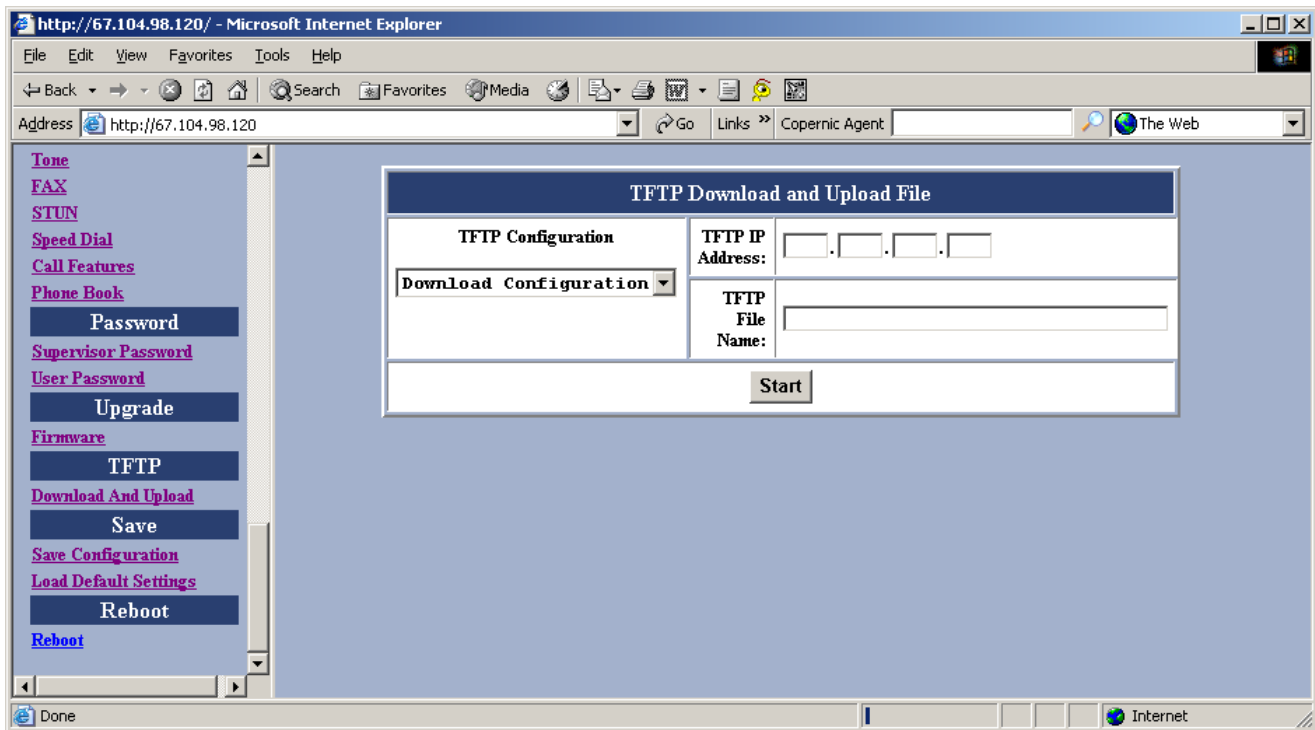 http://67.104.98.120/ - Microsoft Internet Explorer
File Edit View Favorites Tools Help
Back Search Favorites Media
Address http://67.104.98.120 Go Links » Copernic Agent The Web
Tone
FAX
STUN
Speed Dial
Call Features
Phone Book
Password
Supervisor Password
User Password
Upgrade
Firmware
TFTP
Download And Upload
Save
Save Configuration
Load Default Settings
Reboot
Reboot
TFTP Download and Upload File
TFTP Configuration
Download Configuration
TFTP IP
Address:
. . .
TFTP
File
Name:
Start
Done Internet